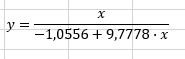 y = x / (-1,0556 + 9,7778 · x)